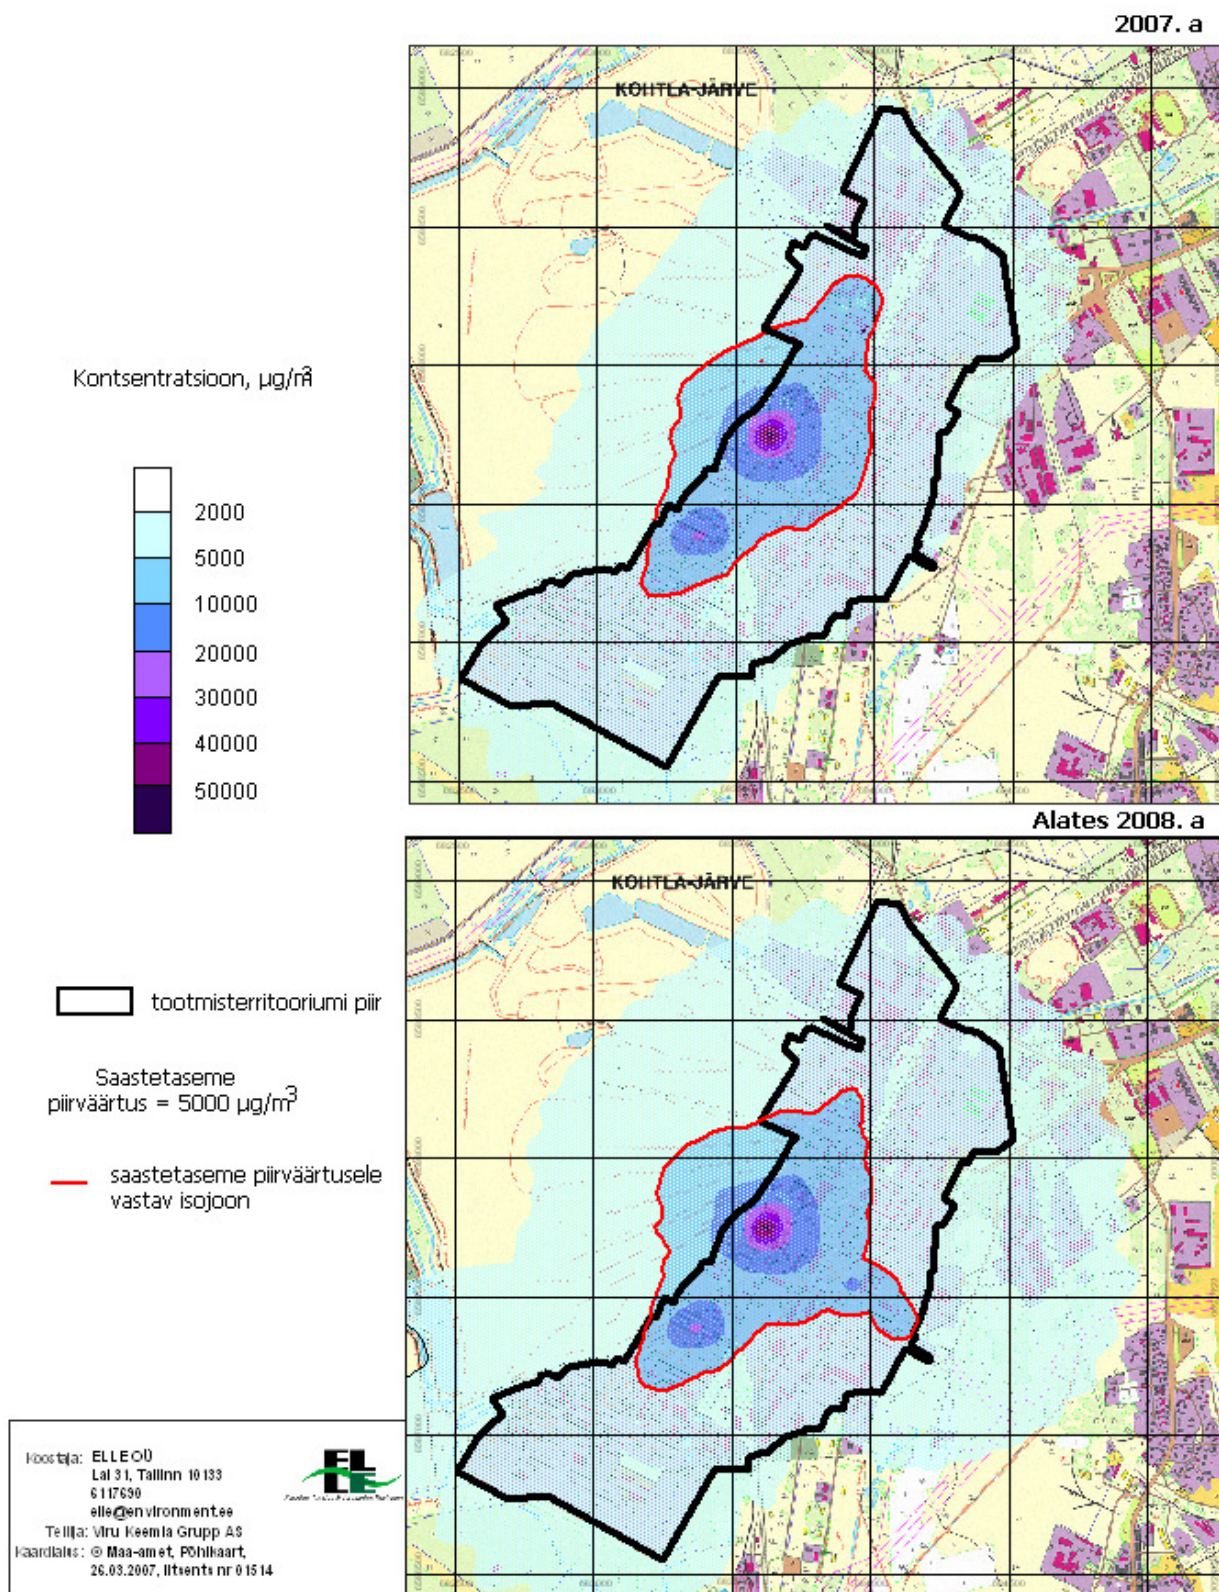 2007. a
KOHTLA-JÄRVE
Kontsentratsioon, µg/m³
2000
5000
10000
20000
30000
40000
50000
Alates 2008. a
KOHTLA-JÄRVE
tootmisterritooriumi piir
Saastetaseme
piirväärtus = 5000 µg/m³
saastetaseme piirväärtusele
vastav isojoon
Koostaja: ELLE OÜ
Lai 31, Tallinn 10133
6117690
elle@environment.ee
Tellija: Viru Keemia Grupp AS
Kaardialus: © Maa-amet, Põhikaart,
26.03.2007, litsents nr 01514
ELLE